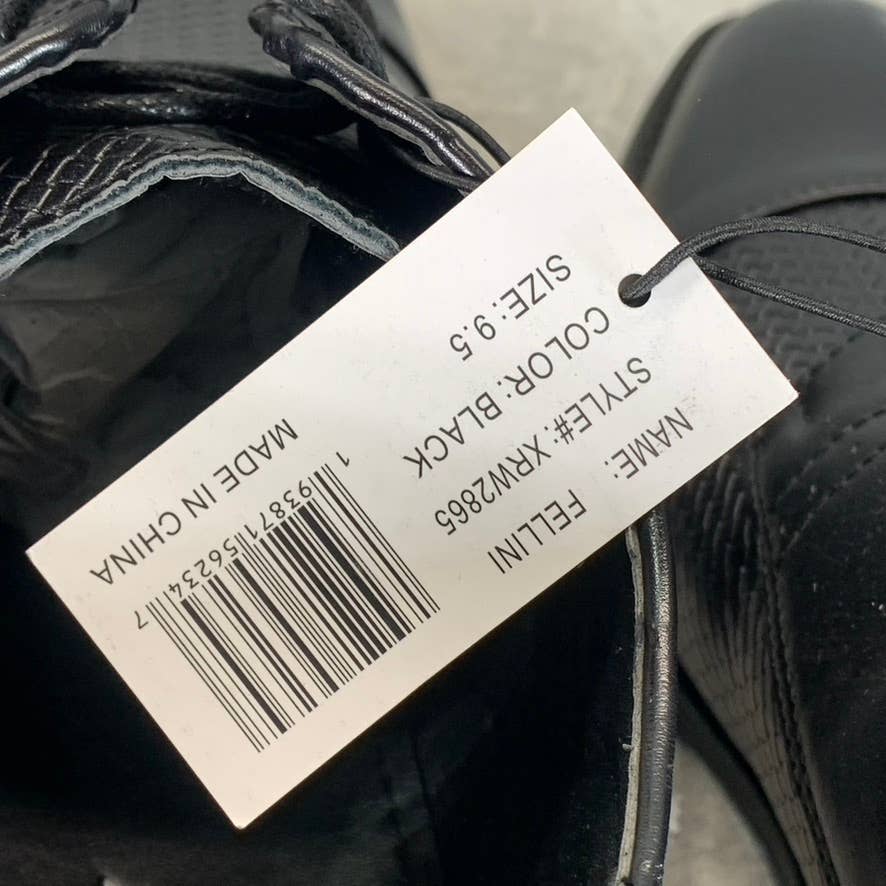 NAME: FELLINI
STYLE#: XRW2865
COLOR: BLACK
SIZE: 9.5
1 93871 56234 7
MADE IN CHINA